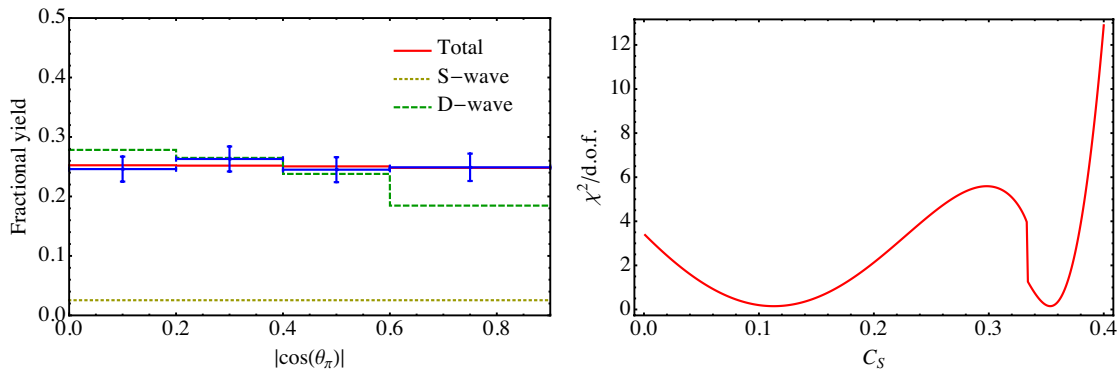 0.5
0.4
0.3
0.2
0.1
0.0
Fractional yield
Total
S-wave
D-wave
0.0 0.2 0.4 0.6 0.8
|cos(θπ)|
12
10
8
6
4
2
0
χ²/d.o.f.
0.0 0.1 0.2 0.3 0.4
C_S